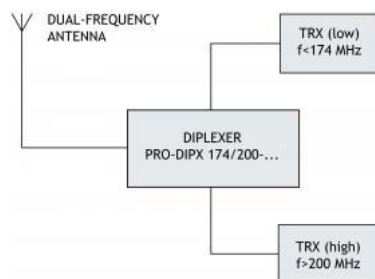 DUAL-FREQUENCY
ANTENNA
TRX (low)
f<174 MHz
DIPLEXER
PRO-DIPX 174/200-...
TRX (high)
f>200 MHz